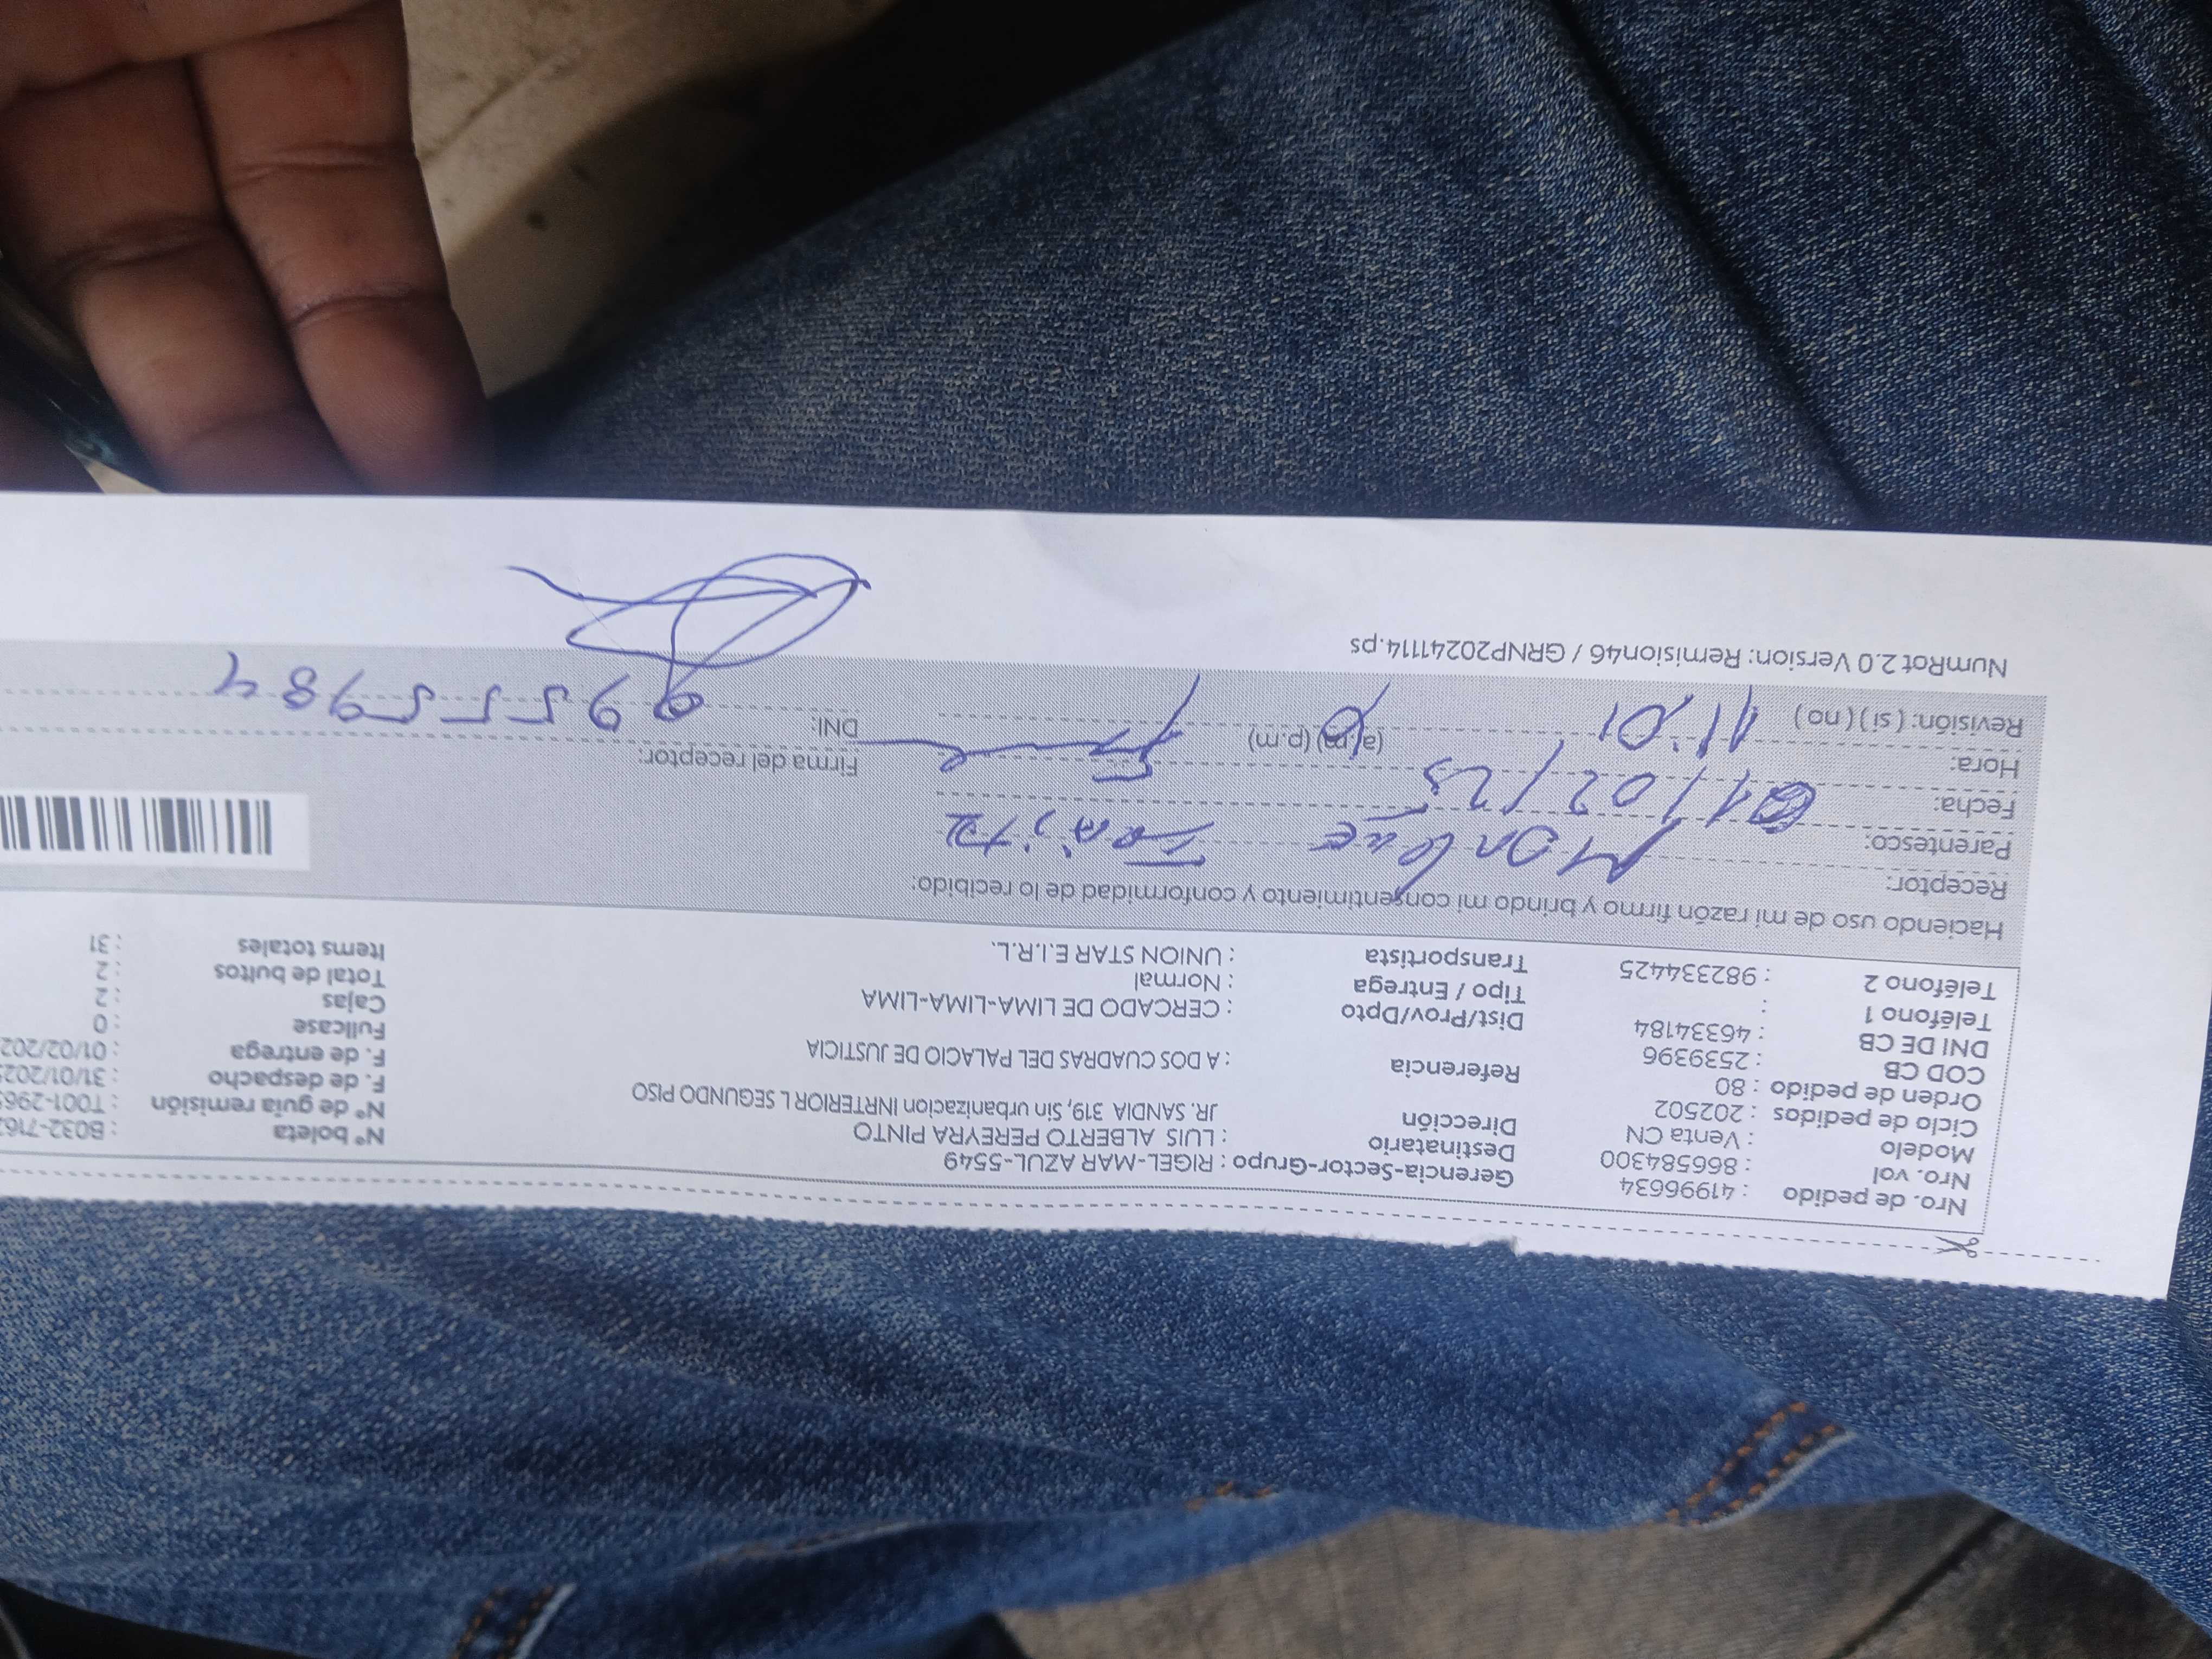 Nro. de pedido : 41996634 Gerencia-Sector-Grupo : RIGEL-MAR AZUL-5549 N° boleta : B032-716
Nro. vol : 866584300 Destinatario : LUIS ALBERTO PEREYRA PINTO N° de guia remisión : T001-296
Modelo : Venta CN Dirección JR. SANDIA 319, Sin urbanizacion INRTERIOR L SEGUNDO PISO F. de despacho : 31/01/202
Ciclo de pedidos : 202502 Referencia : A DOS CUADRAS DEL PALACIO DE JUSTICIA F. de entrega : 01/02/202
Orden de pedido : 80 Dist/Prov/Dpto : CERCADO DE LIMA-LIMA-LIMA Fullcase : 0
COD CB : 2539396 Tipo / Entrega : Normal Cajas : 2
DNI DE CB : 46334184 Transportista : UNION STAR E.I.R.L. Total de bultos : 2
Teléfono 1 : Items totales : 31
Teléfono 2 : 982334425
Haciendo uso de mi razón firmo y brindo mi consentimiento y conformidad de lo recibido:
Receptor:
Parentesco:
Fecha: 01/02/25
Hora: 11:01 (a.m) (p.m) Firma del receptor:
Revisión: ( si ) ( no ) DNI: 09555984
NumRot 2.0 Version: Remision46 / GRNP20241114.ps